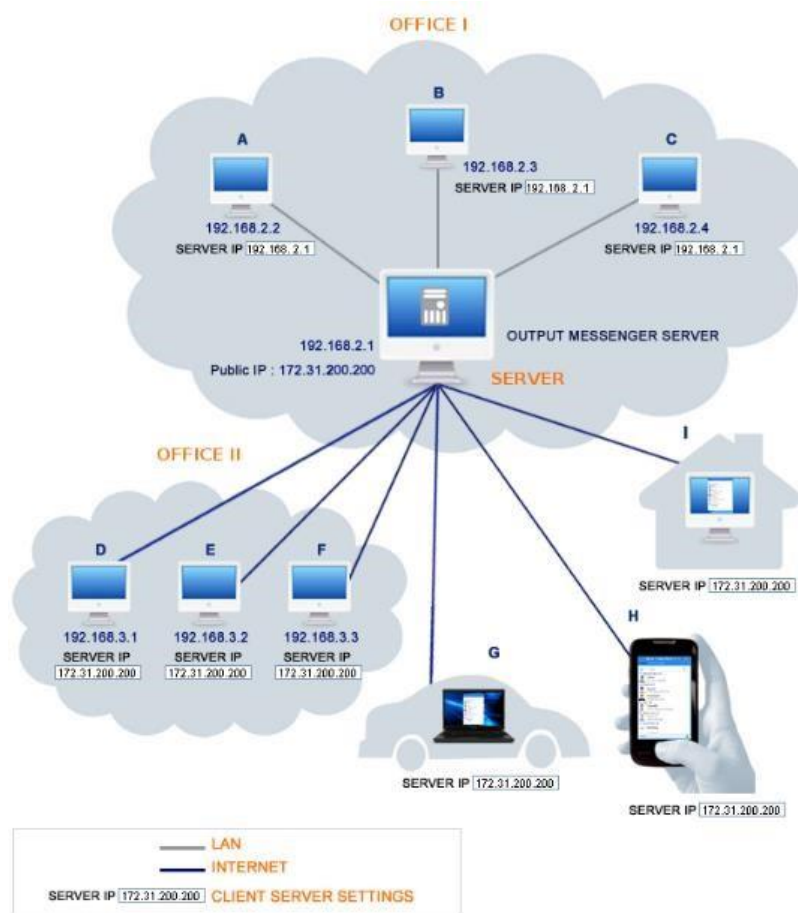 OFFICE I
A
B
C
192.168.2.2
SERVER IP 192.168.2.1
192.168.2.3
SERVER IP 192.168.2.1
192.168.2.4
SERVER IP 192.168.2.1
192.168.2.1
Public IP : 172.31.200.200
OUTPUT MESSENGER SERVER
SERVER
OFFICE II
D
E
F
192.168.3.1
192.168.3.2
192.168.3.3
SERVER IP
SERVER IP
SERVER IP
172.31.200.200
172.31.200.200
172.31.200.200
I
SERVER IP 172.31.200.200
G
SERVER IP 172.31.200.200
H
SERVER IP 172.31.200.200
LAN
INTERNET
SERVER IP 172.31.200.200 CLIENT SERVER SETTINGS